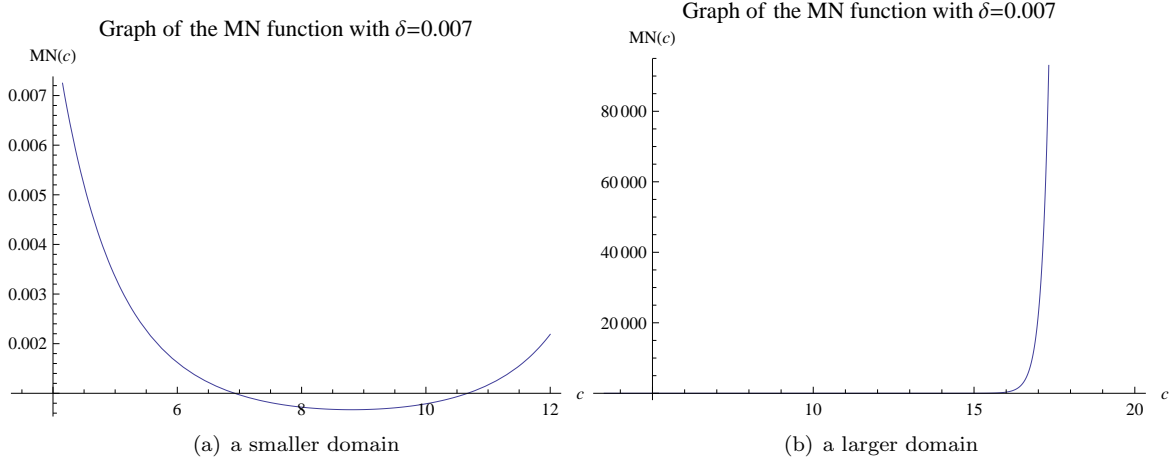 Graph of the MN function with δ=0.007
MN(c)
0.007
0.006
0.005
0.004
0.003
0.002
6 8 10 12 c
(a) a smaller domain
Graph of the MN function with δ=0.007
MN(c)
80 000
60 000
40 000
20 000
10 15 20 c
(b) a larger domain